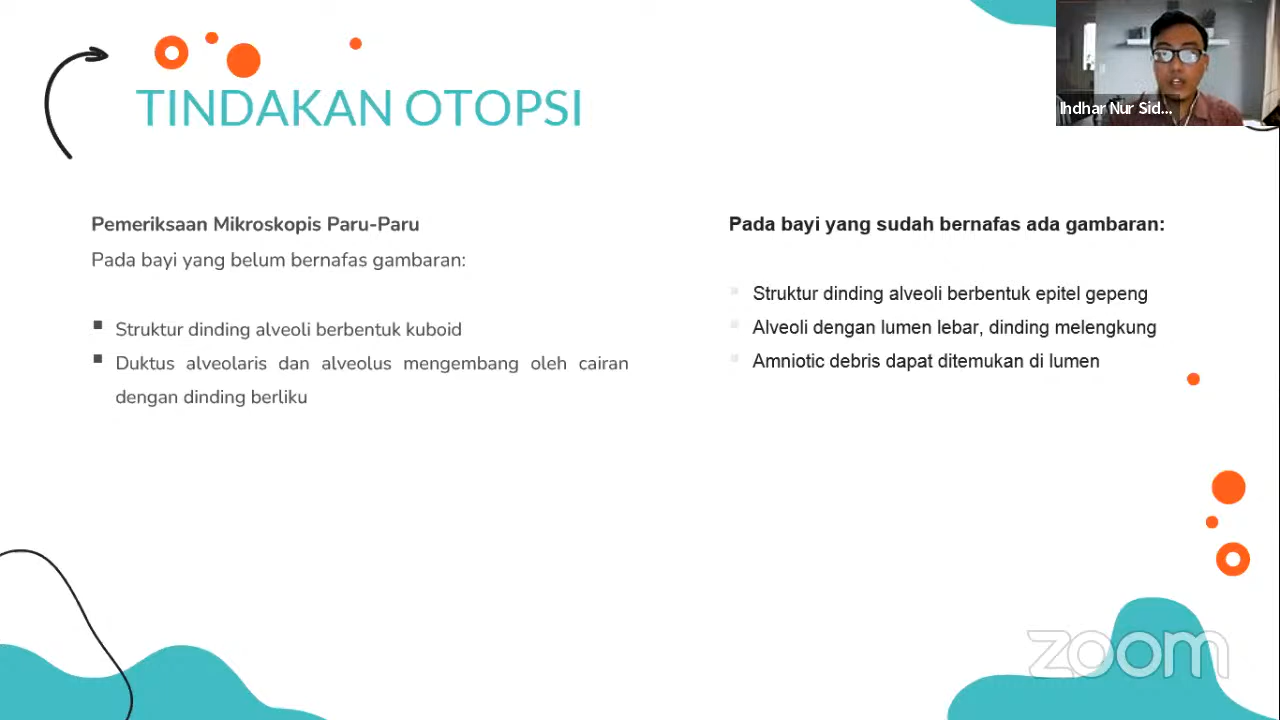 TINDAKAN OTOPSI
Ihdhar Nur Sid...
Pemeriksaan Mikroskopis Paru-Paru
Pada bayi yang belum bernafas gambaran:
Struktur dinding alveoli berbentuk kuboid
Duktus alveolaris dan alveolus mengembang oleh cairan
dengan dinding berliku
Pada bayi yang sudah bernafas ada gambaran:
Struktur dinding alveoli berbentuk epitel gepeng
Alveoli dengan lumen lebar, dinding melengkung
Amniotic debris dapat ditemukan di lumen
zoom